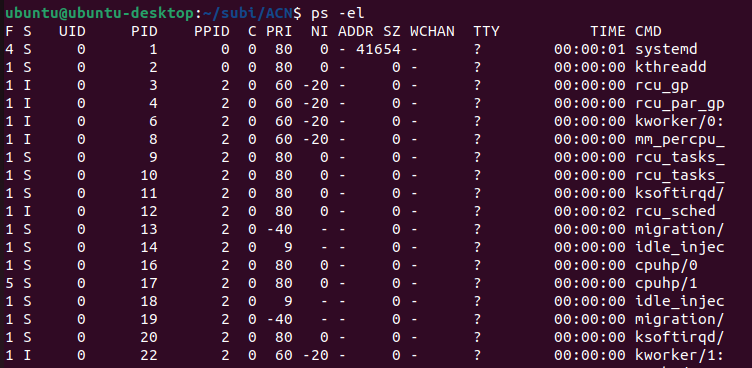 ubuntu@ubuntu-desktop:~/subi/ACN$ ps -el
F S   UID     PID    PPID  C PRI  NI ADDR SZ WCHAN  TTY          TIME CMD
4 S     0       1       0  0  80   0 - 41654 -      ?        00:00:01 systemd
1 S     0       2       0  0  80   0 -     0 -      ?        00:00:00 kthreadd
1 I     0       3       2  0  60 -20 -     0 -      ?        00:00:00 rcu_gp
1 I     0       4       2  0  60 -20 -     0 -      ?        00:00:00 rcu_par_gp
1 I     0       6       2  0  60 -20 -     0 -      ?        00:00:00 kworker/0:
1 I     0       8       2  0  60 -20 -     0 -      ?        00:00:00 mm_percpu_
1 S     0       9       2  0  80   0 -     0 -      ?        00:00:00 rcu_tasks_
1 S     0      10       2  0  80   0 -     0 -      ?        00:00:00 rcu_tasks_
1 S     0      11       2  0  80   0 -     0 -      ?        00:00:00 ksoftirqd/
1 I     0      12       2  0  80   0 -     0 -      ?        00:00:02 rcu_sched
1 S     0      13       2  0 -40   - -     0 -      ?        00:00:00 migration/
1 S     0      14       2  0   9   - -     0 -      ?        00:00:00 idle_injec
1 S     0      16       2  0  80   0 -     0 -      ?        00:00:00 cpuhp/0
5 S     0      17       2  0  80   0 -     0 -      ?        00:00:00 cpuhp/1
1 S     0      18       2  0   9   - -     0 -      ?        00:00:00 idle_injec
1 S     0      19       2  0 -40   - -     0 -      ?        00:00:00 migration/
1 S     0      20       2  0  80   0 -     0 -      ?        00:00:00 ksoftirqd/
1 I     0      22       2  0  60 -20 -     0 -      ?        00:00:00 kworker/1: